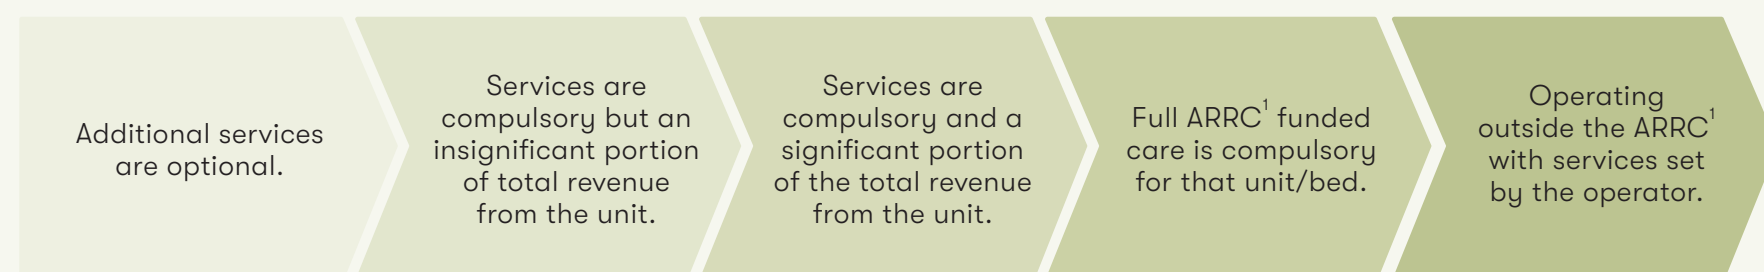 Additional services
are optional.
Services are
compulsory but an
insignificant portion
of total revenue
from the unit.
Services are
compulsory and a
significant portion
of the total revenue
from the unit.
Full ARRC¹ funded
care is compulsory
for that unit/bed.
Operating
outside the ARRC¹
with services set
by the operator.